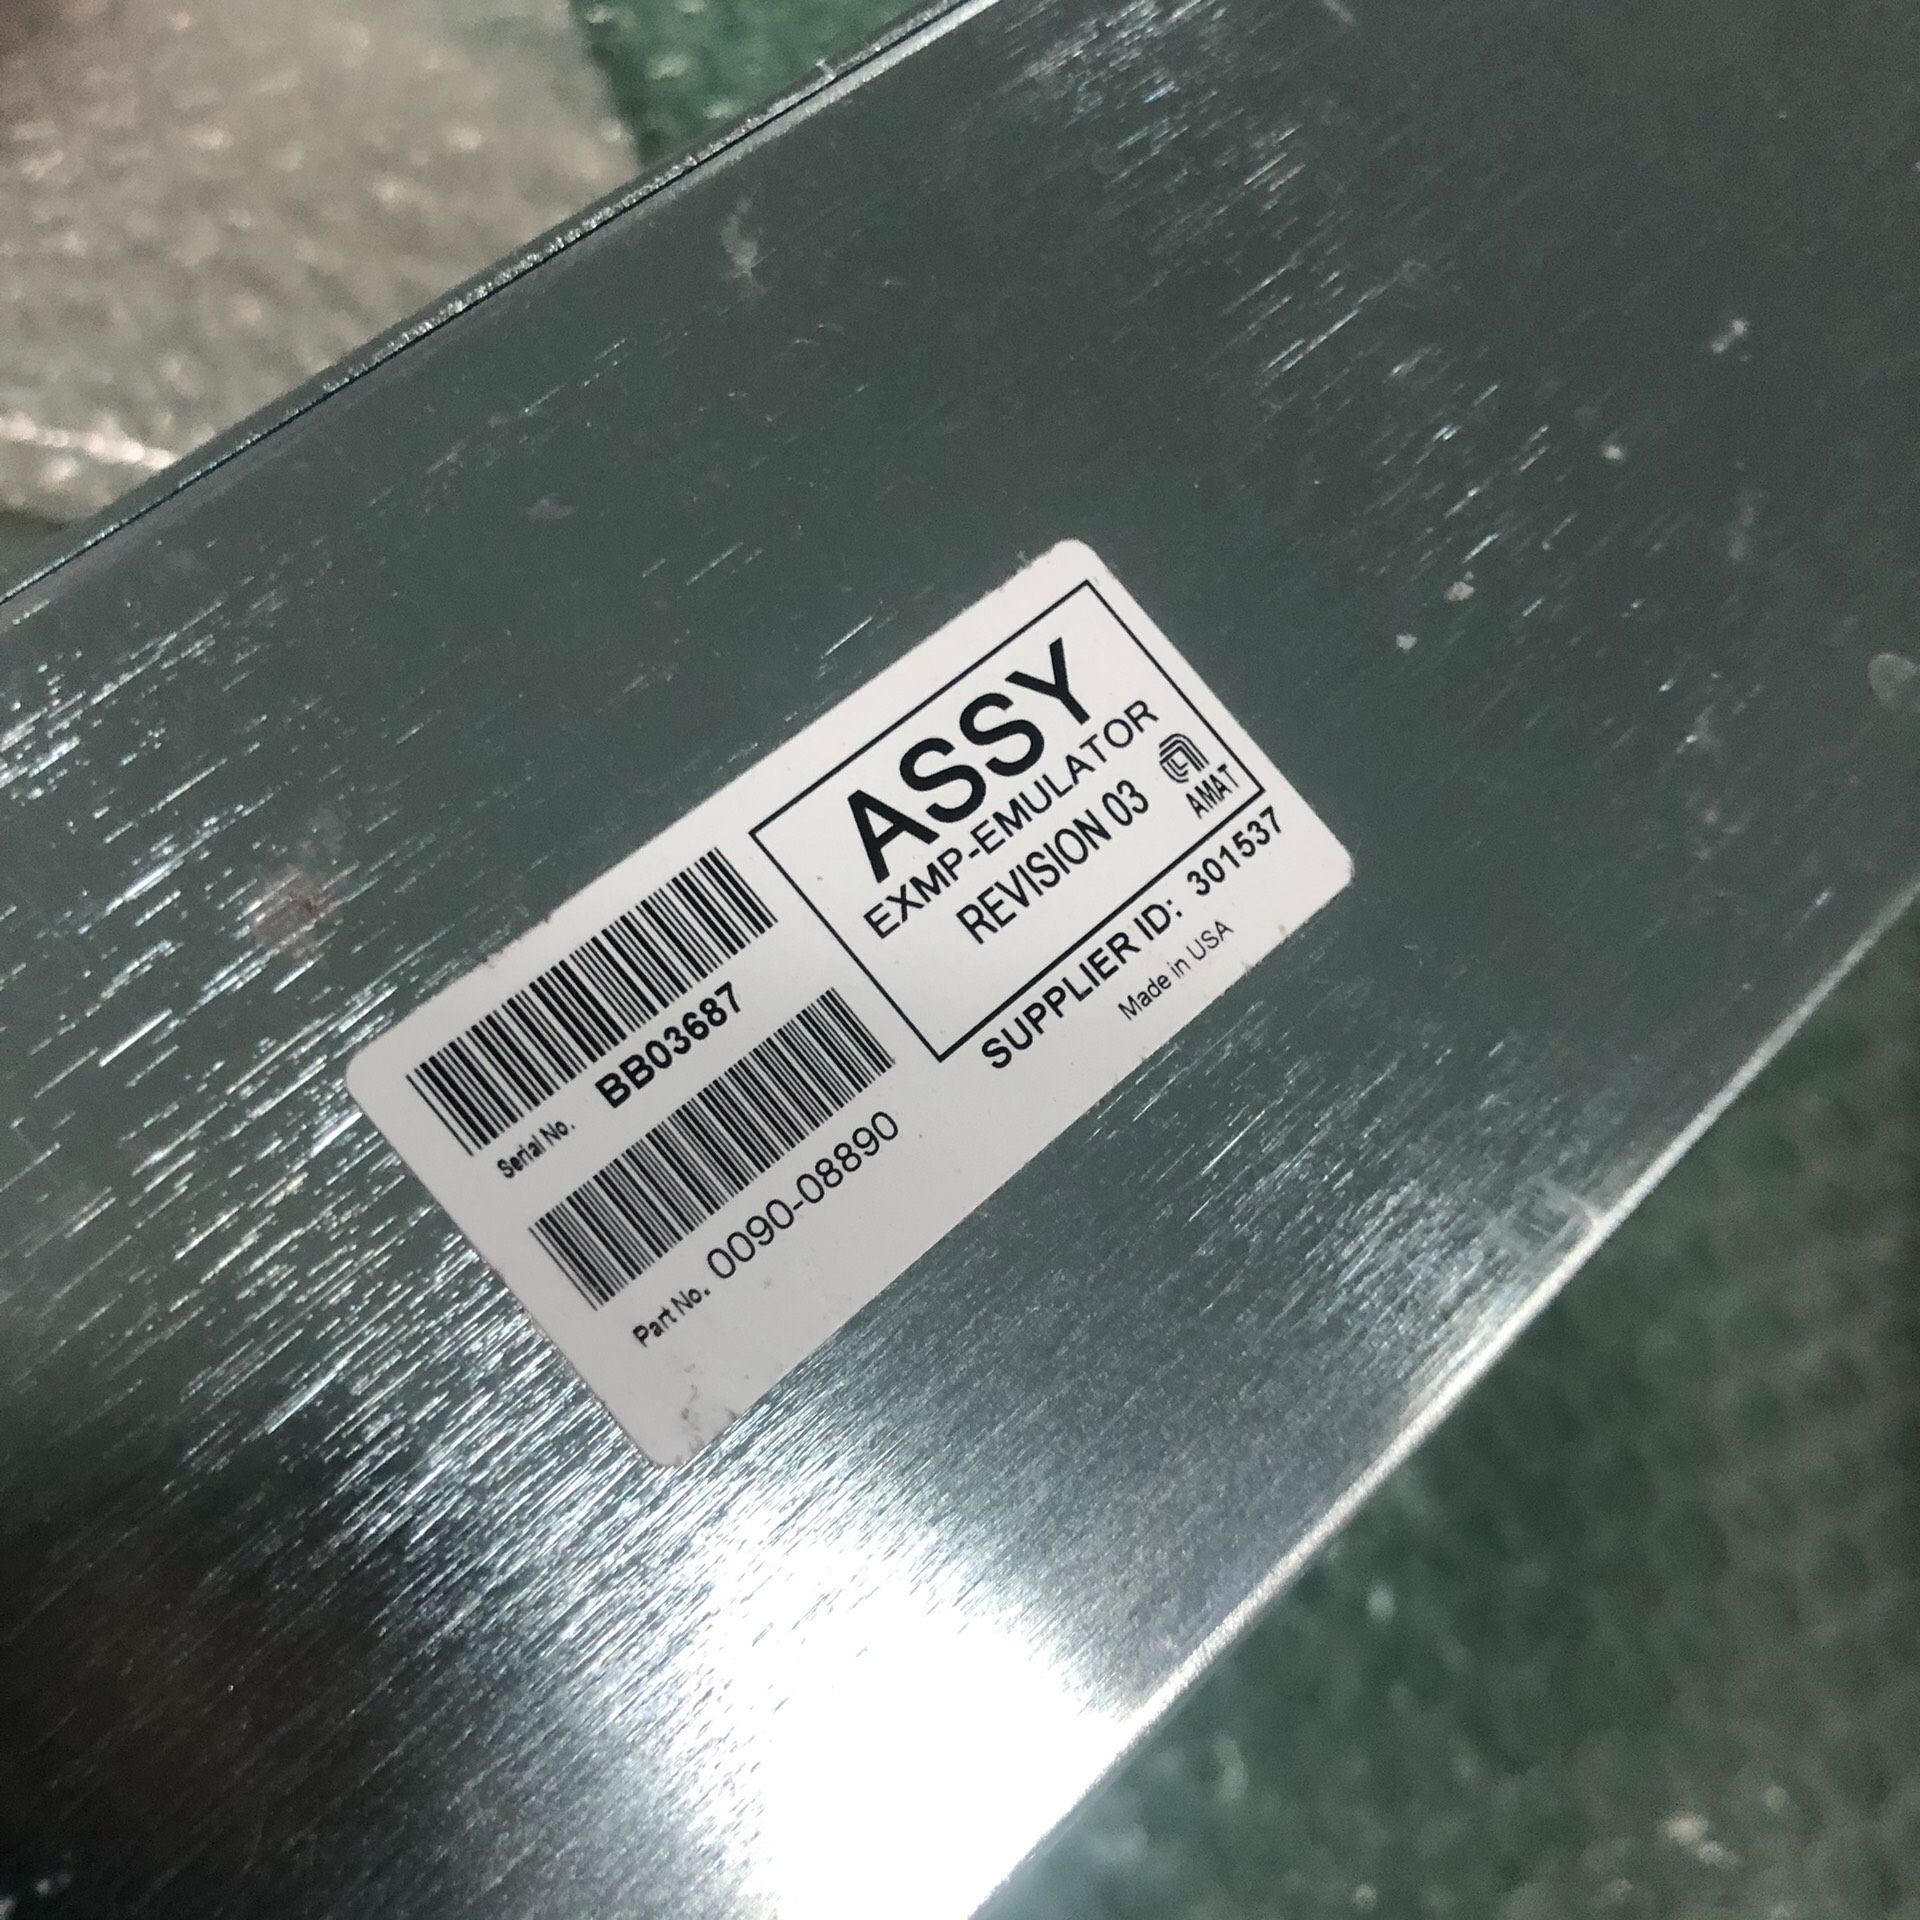 ASSY
EXMP-EMULATOR
REVISION 03
AMAT
SUPPLIER ID: 301537
Made in USA
Serial No. BB03687
Part No. 0090-08890